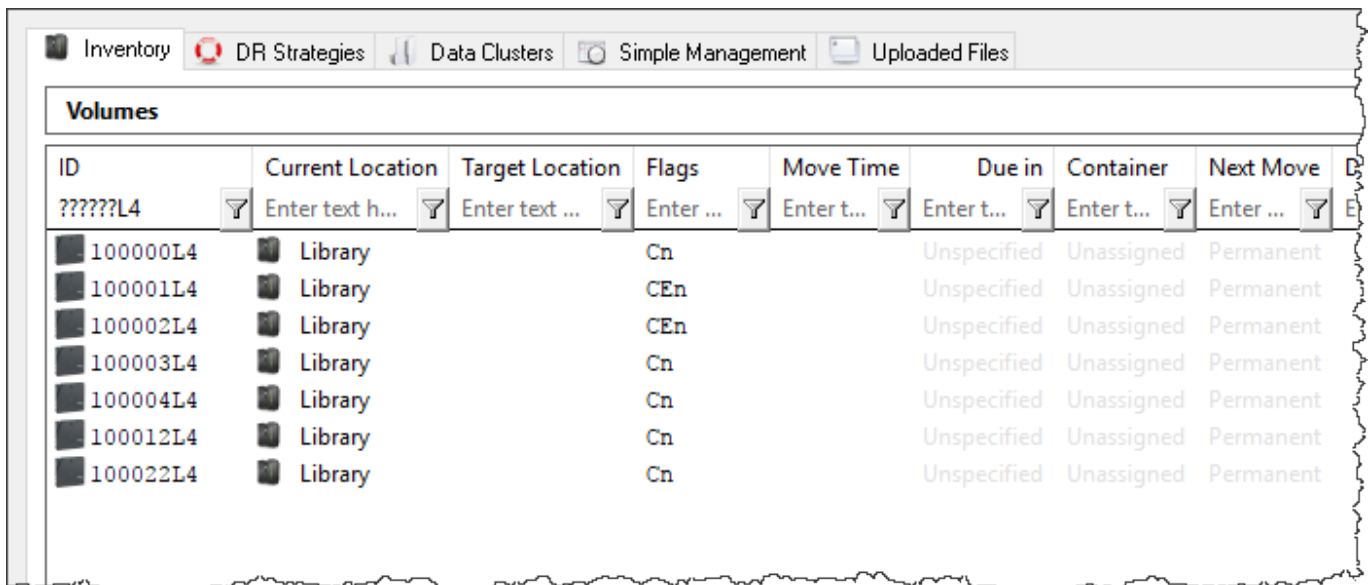 Inventory DR Strategies Data Clusters Simple Management Uploaded Files
Volumes
ID Current Location Target Location Flags Move Time Due in Container Next Move
??????L4 Enter text h... Enter text ... Enter ... Enter t... Enter t... Enter t... Enter ... E
100000L4 Library Cn Unspecified Unassigned Permanent
100001L4 Library CEn Unspecified Unassigned Permanent
100002L4 Library CEn Unspecified Unassigned Permanent
100003L4 Library Cn Unspecified Unassigned Permanent
100004L4 Library Cn Unspecified Unassigned Permanent
100012L4 Library Cn Unspecified Unassigned Permanent
100022L4 Library Cn Unspecified Unassigned Permanent